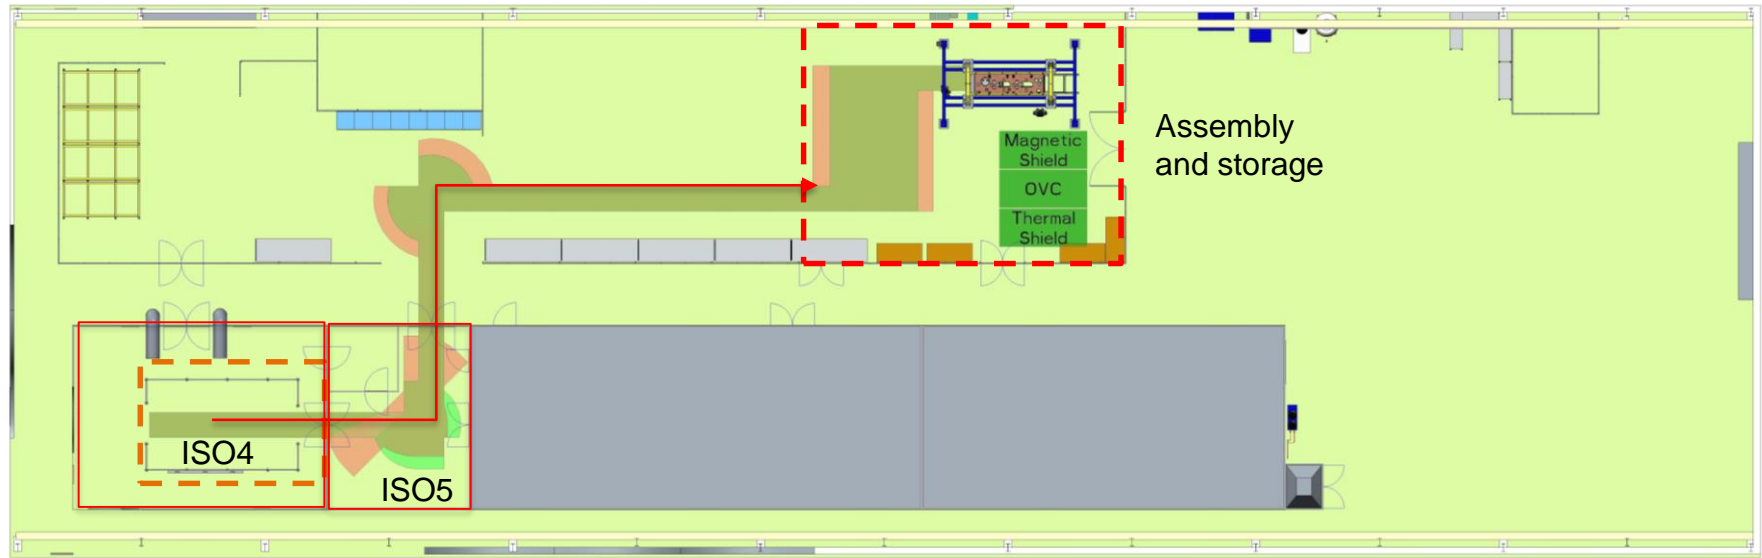 Magnetic
Shield
OVC
Thermal
Shield
Assembly
and storage
ISO4
ISO5